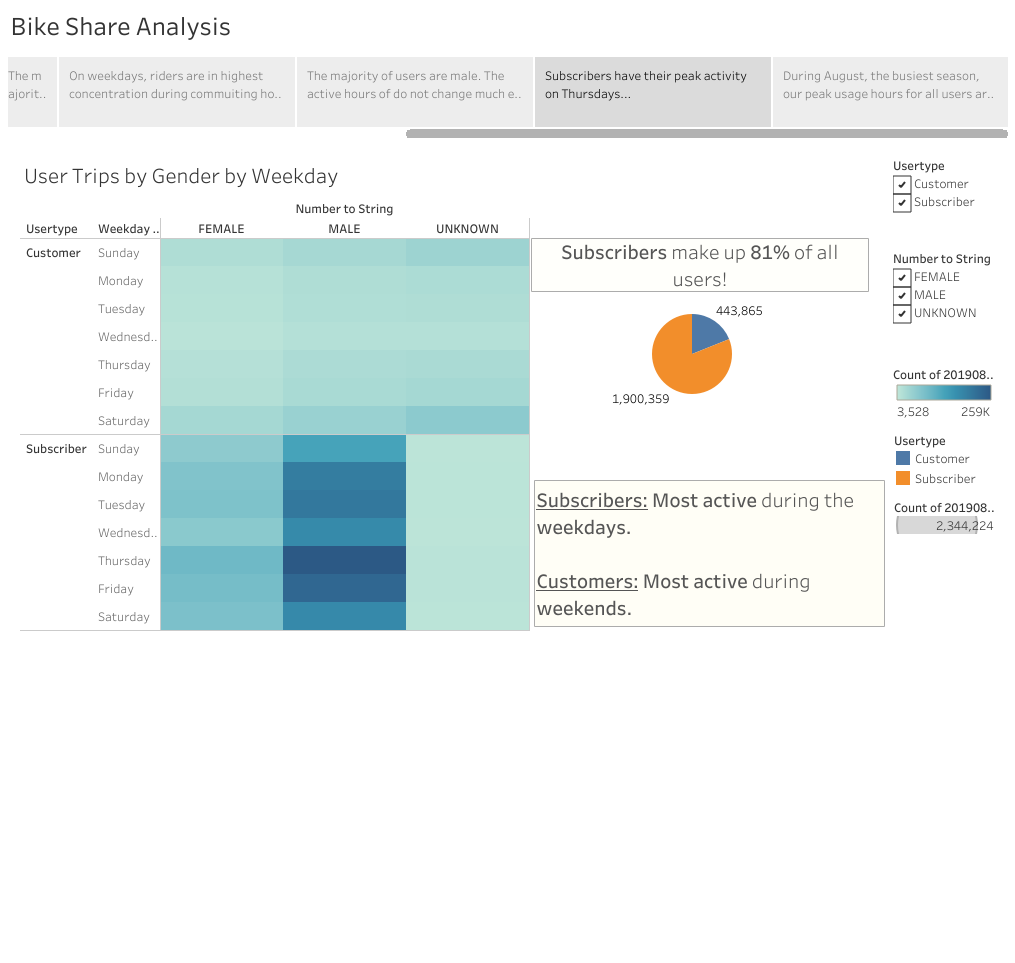 Bike Share Analysis
The m
ajorit..
On weekdays, riders are in highest
concentration during commuiting ho..
The majority of users are male. The
active hours of do not change much e..
Subscribers have their peak activity
on Thursdays...
During August, the busiest season,
our peak usage hours for all users ar..
User Trips by Gender by Weekday
Number to String
Usertype Weekday .. FEMALE MALE UNKNOWN
Customer Sunday
Monday
Tuesday
Wednesd..
Thursday
Friday
Saturday
Subscriber Sunday
Monday
Tuesday
Wednesd..
Thursday
Friday
Saturday
Subscribers make up 81% of all
users!
443,865
1,900,359
Subscribers: Most active during the
weekdays.
Customers: Most active during
weekends.
Usertype
Customer
Subscriber
Number to String
FEMALE
MALE
UNKNOWN
Count of 201908..
3,528 259K
Usertype
Customer
Subscriber
Count of 201908..
2,344,224